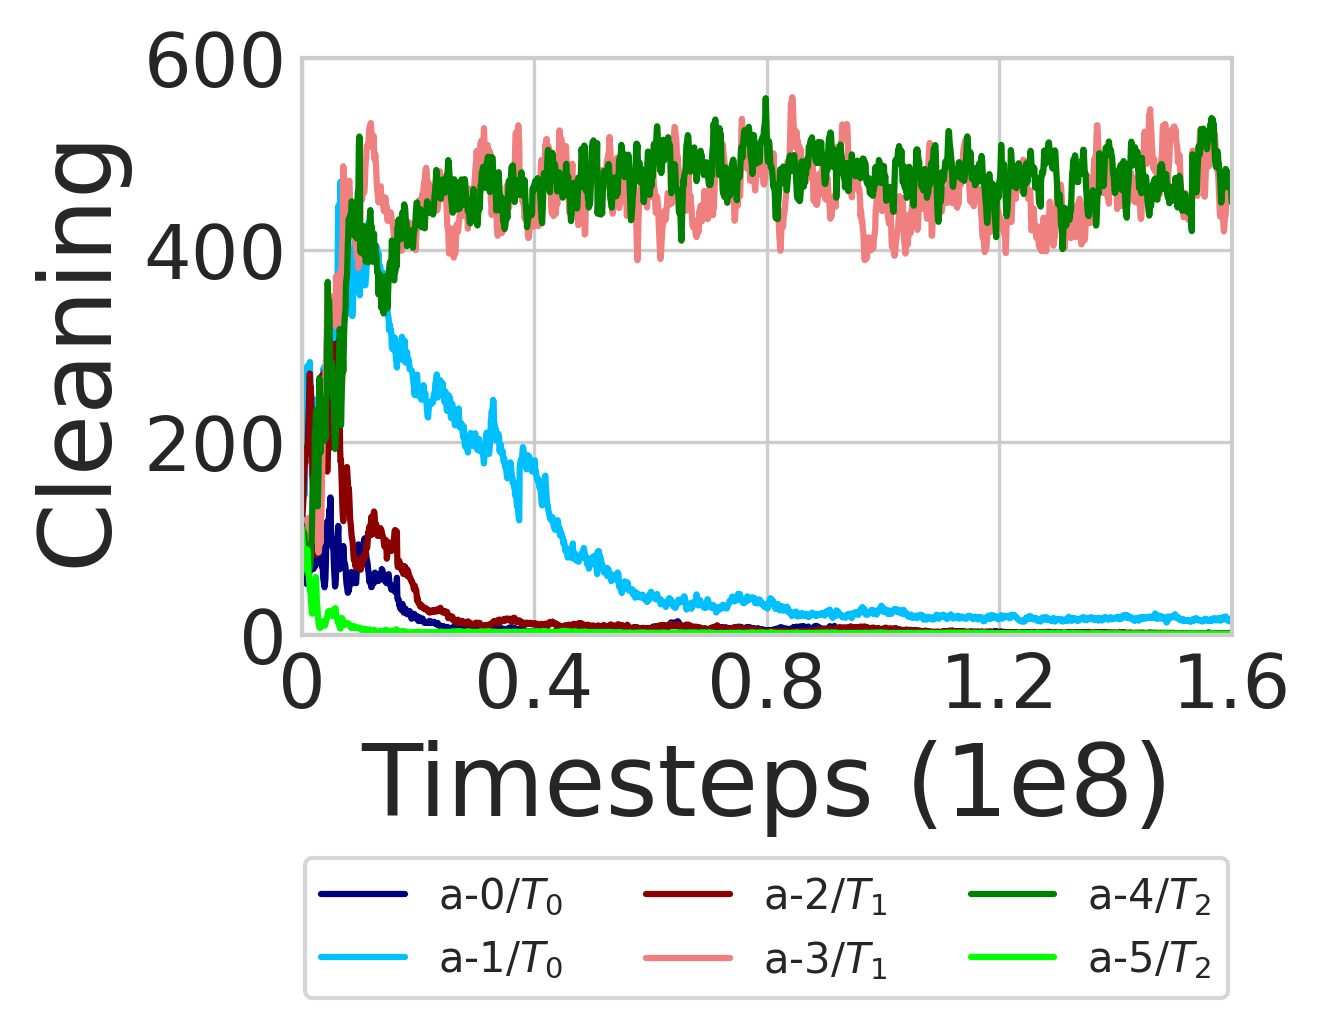 600
400
200
0
Cleaning
0 0.4 0.8 1.2 1.6
Timesteps (1e8)
a-0/T₀ a-2/T₁ a-4/T₂
a-1/T₀ a-3/T₁ a-5/T₂